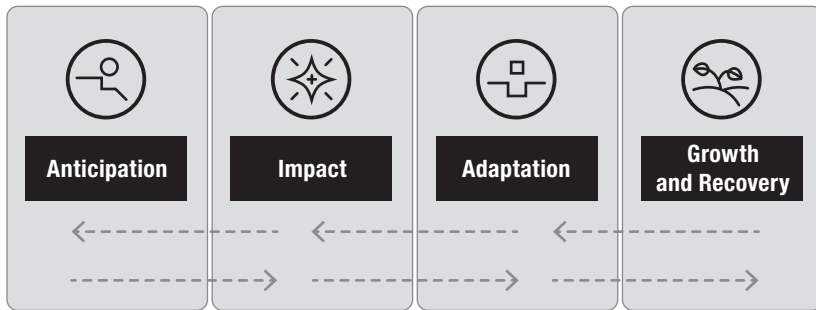 Anticipation
Impact
Adaptation
Growth
and Recovery